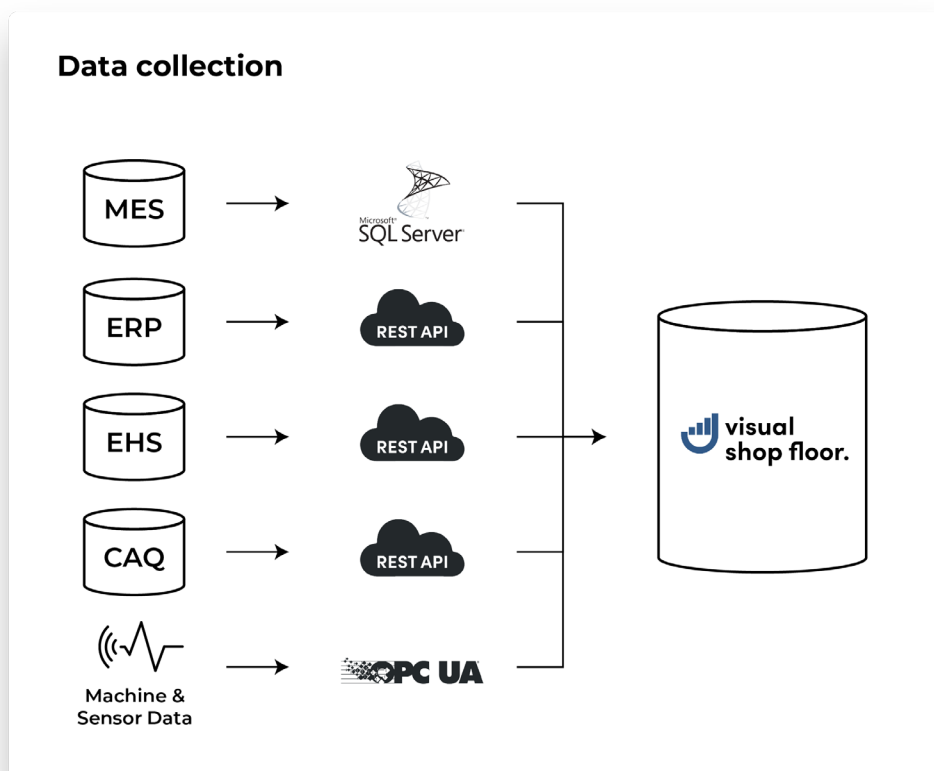 Data collection
MES
Microsoft®
SQL Server
ERP
REST API
EHS
REST API
visual
shop floor.
CAQ
REST API
Machine &
Sensor Data
OPC UA